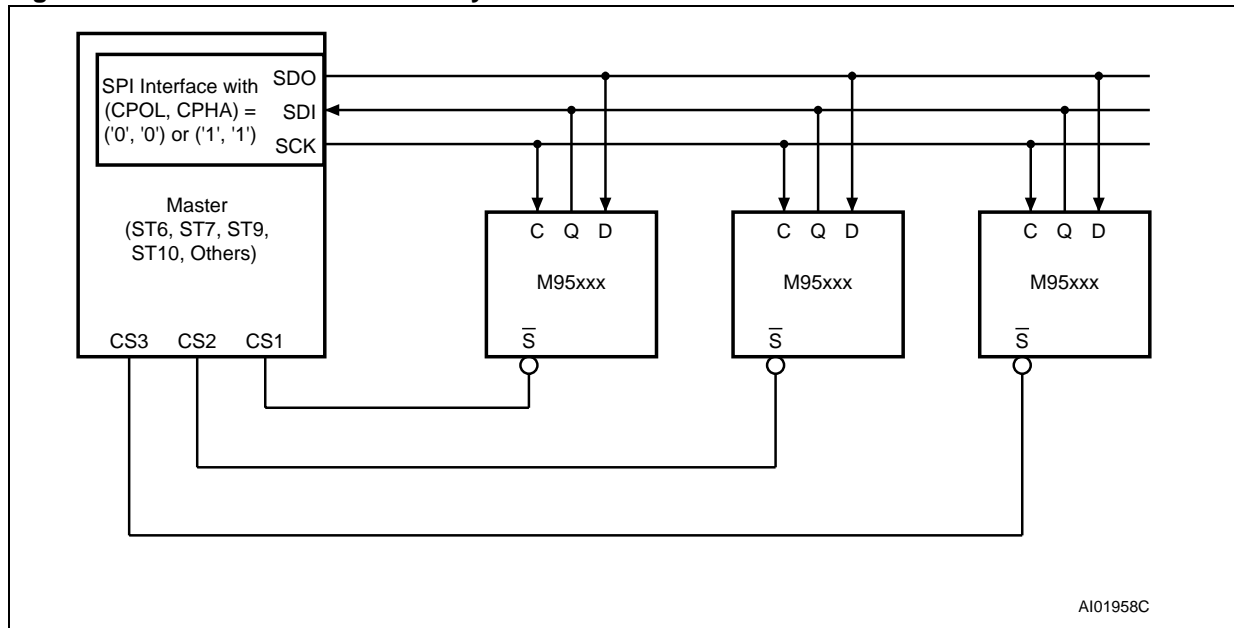 SPI Interface with
(CPOL, CPHA) =
('0', '0') or ('1', '1')
SDO
SDI
SCK
Master
(ST6, ST7, ST9,
ST10, Others)
CS3 CS2 CS1
C Q D
M95xxx
S̅
C Q D
M95xxx
S̅
C Q D
M95xxx
S̅
AI01958C